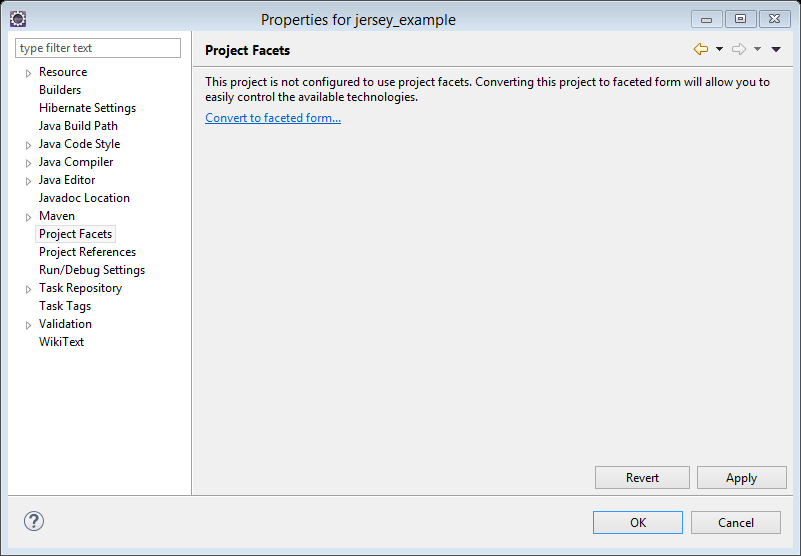 Properties for jersey_example
type filter text
Resource
Builders
Hibernate Settings
Java Build Path
Java Code Style
Java Compiler
Java Editor
Javadoc Location
Maven
Project Facets
Project References
Run/Debug Settings
Task Repository
Task Tags
Validation
WikiText
Project Facets
This project is not configured to use project facets. Converting this project to faceted form will allow you to
easily control the available technologies.
Convert to faceted form...
Revert
Apply
?
OK
Cancel